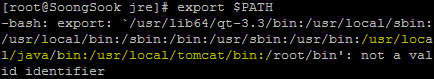 [root@SoongSook jre]# export $PATH
-bash: export: `/usr/lib64/qt-3.3/bin:/usr/local/sbin:
/usr/local/bin:/sbin:/bin:/usr/sbin:/usr/bin:/usr/loca
l/java/bin:/usr/local/tomcat/bin:/root/bin': not a val
id identifier